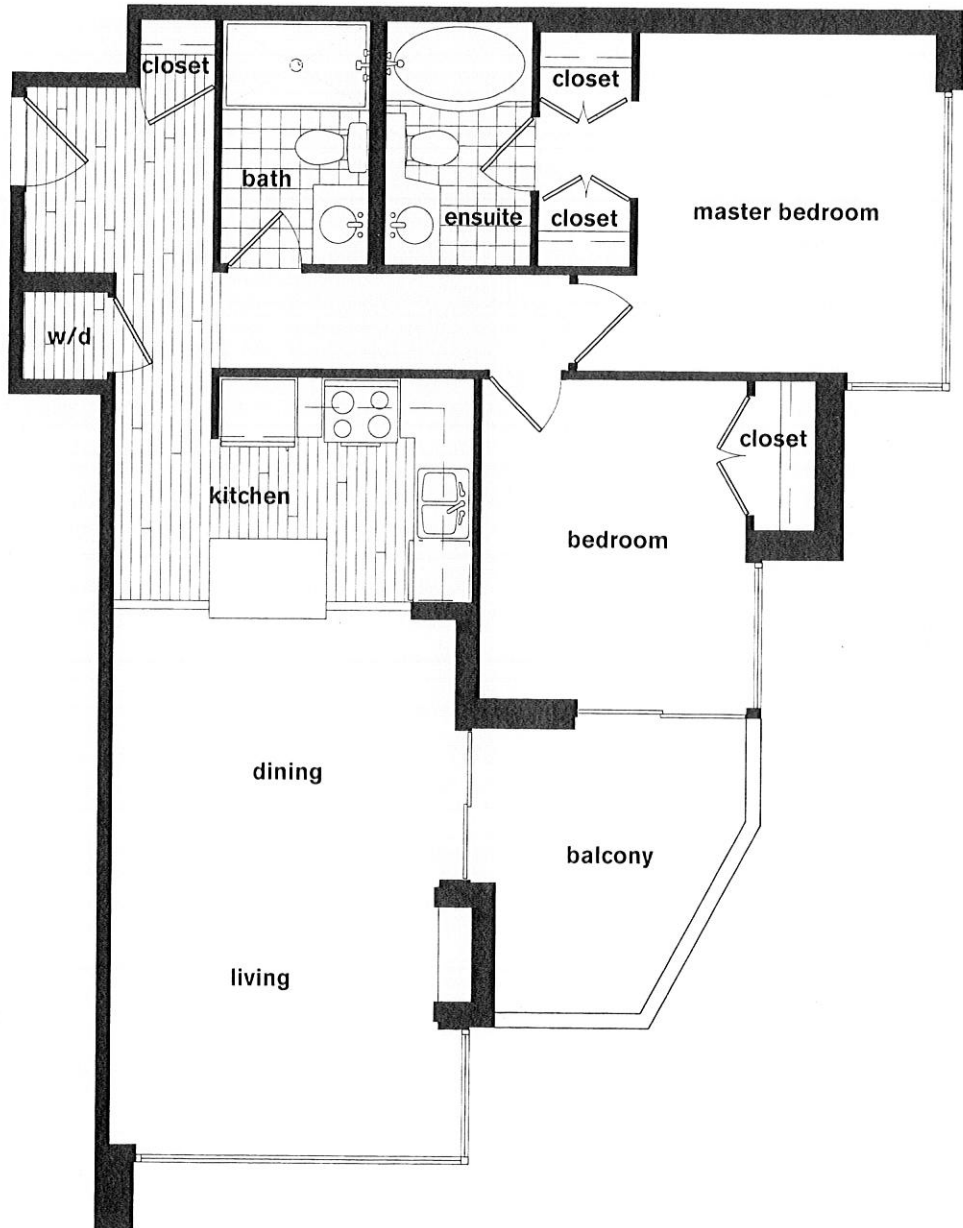 closet
closet
bath
ensuite
closet
master bedroom
w/d
closet
kitchen
bedroom
dining
balcony
living